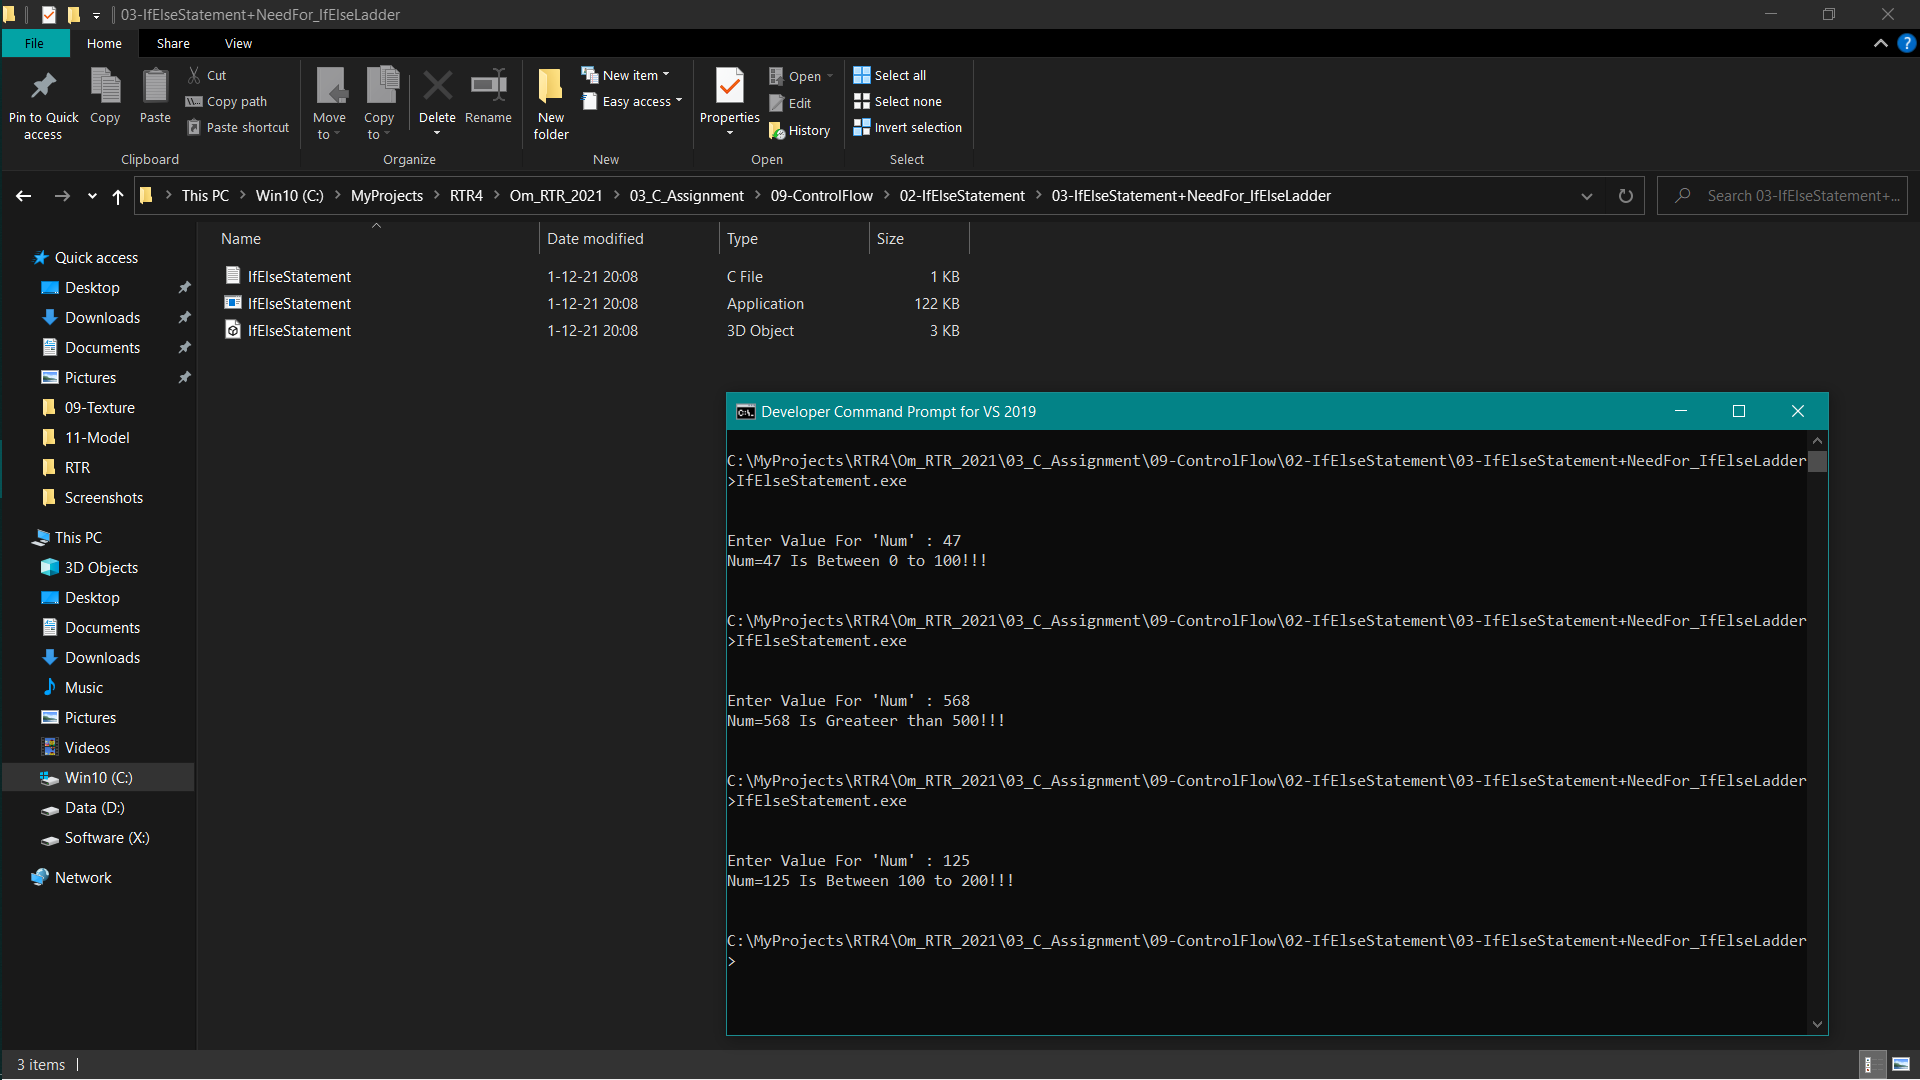 03-IfElseStatement+NeedFor_IfElseLadder
File Home Share View
Pin to Quick access
Copy
Paste
Cut
Copy path
Paste shortcut
Clipboard
Move to
Copy to
Delete
Rename
Organize
New folder
New item
Easy access
New
Properties
Open
Edit
History
Open
Select all
Select none
Invert selection
Select
This PC > Win10 (C:) > MyProjects > RTR4 > Om_RTR_2021 > 03_C_Assignment > 09-ControlFlow > 02-IfElseStatement > 03-IfElseStatement+NeedFor_IfElseLadder
Search 03-IfElseStatement+...
Quick access
Desktop
Downloads
Documents
Pictures
09-Texture
11-Model
RTR
Screenshots
This PC
3D Objects
Desktop
Documents
Downloads
Music
Pictures
Videos
Win10 (C:)
Data (D:)
Software (X:)
Network
Name Date modified Type Size
IfElseStatement 1-12-21 20:08 C File 1 KB
IfElseStatement 1-12-21 20:08 Application 122 KB
IfElseStatement 1-12-21 20:08 3D Object 3 KB
C:\. Developer Command Prompt for VS 2019
C:\MyProjects\RTR4\Om_RTR_2021\03_C_Assignment\09-ControlFlow\02-IfElseStatement\03-IfElseStatement+NeedFor_IfElseLadder
>IfElseStatement.exe
Enter Value For 'Num' : 47
Num=47 Is Between 0 to 100!!!
C:\MyProjects\RTR4\Om_RTR_2021\03_C_Assignment\09-ControlFlow\02-IfElseStatement\03-IfElseStatement+NeedFor_IfElseLadder
>IfElseStatement.exe
Enter Value For 'Num' : 568
Num=568 Is Greateer than 500!!!
C:\MyProjects\RTR4\Om_RTR_2021\03_C_Assignment\09-ControlFlow\02-IfElseStatement\03-IfElseStatement+NeedFor_IfElseLadder
>IfElseStatement.exe
Enter Value For 'Num' : 125
Num=125 Is Between 100 to 200!!!
C:\MyProjects\RTR4\Om_RTR_2021\03_C_Assignment\09-ControlFlow\02-IfElseStatement\03-IfElseStatement+NeedFor_IfElseLadder
>
3 items